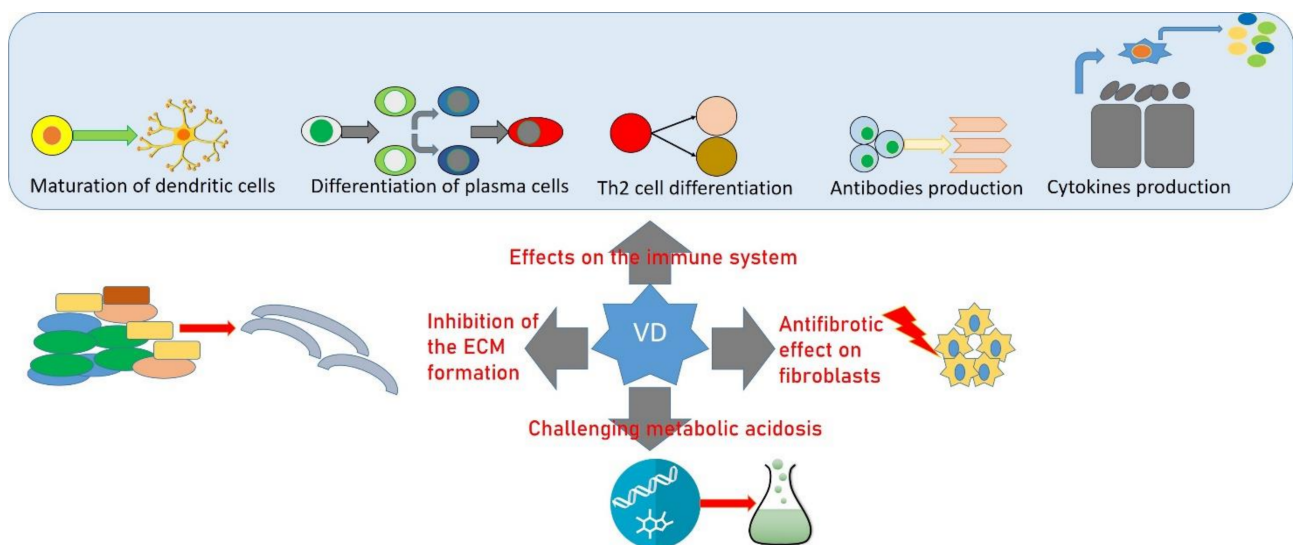 Maturation of dendritic cells
Differentiation of plasma cells
Th2 cell differentiation
Antibodies production
Cytokines production
Effects on the immune system
Inhibition of
the ECM
formation
VD
Antifibrotic
effect on
fibroblasts
Challenging metabolic acidosis